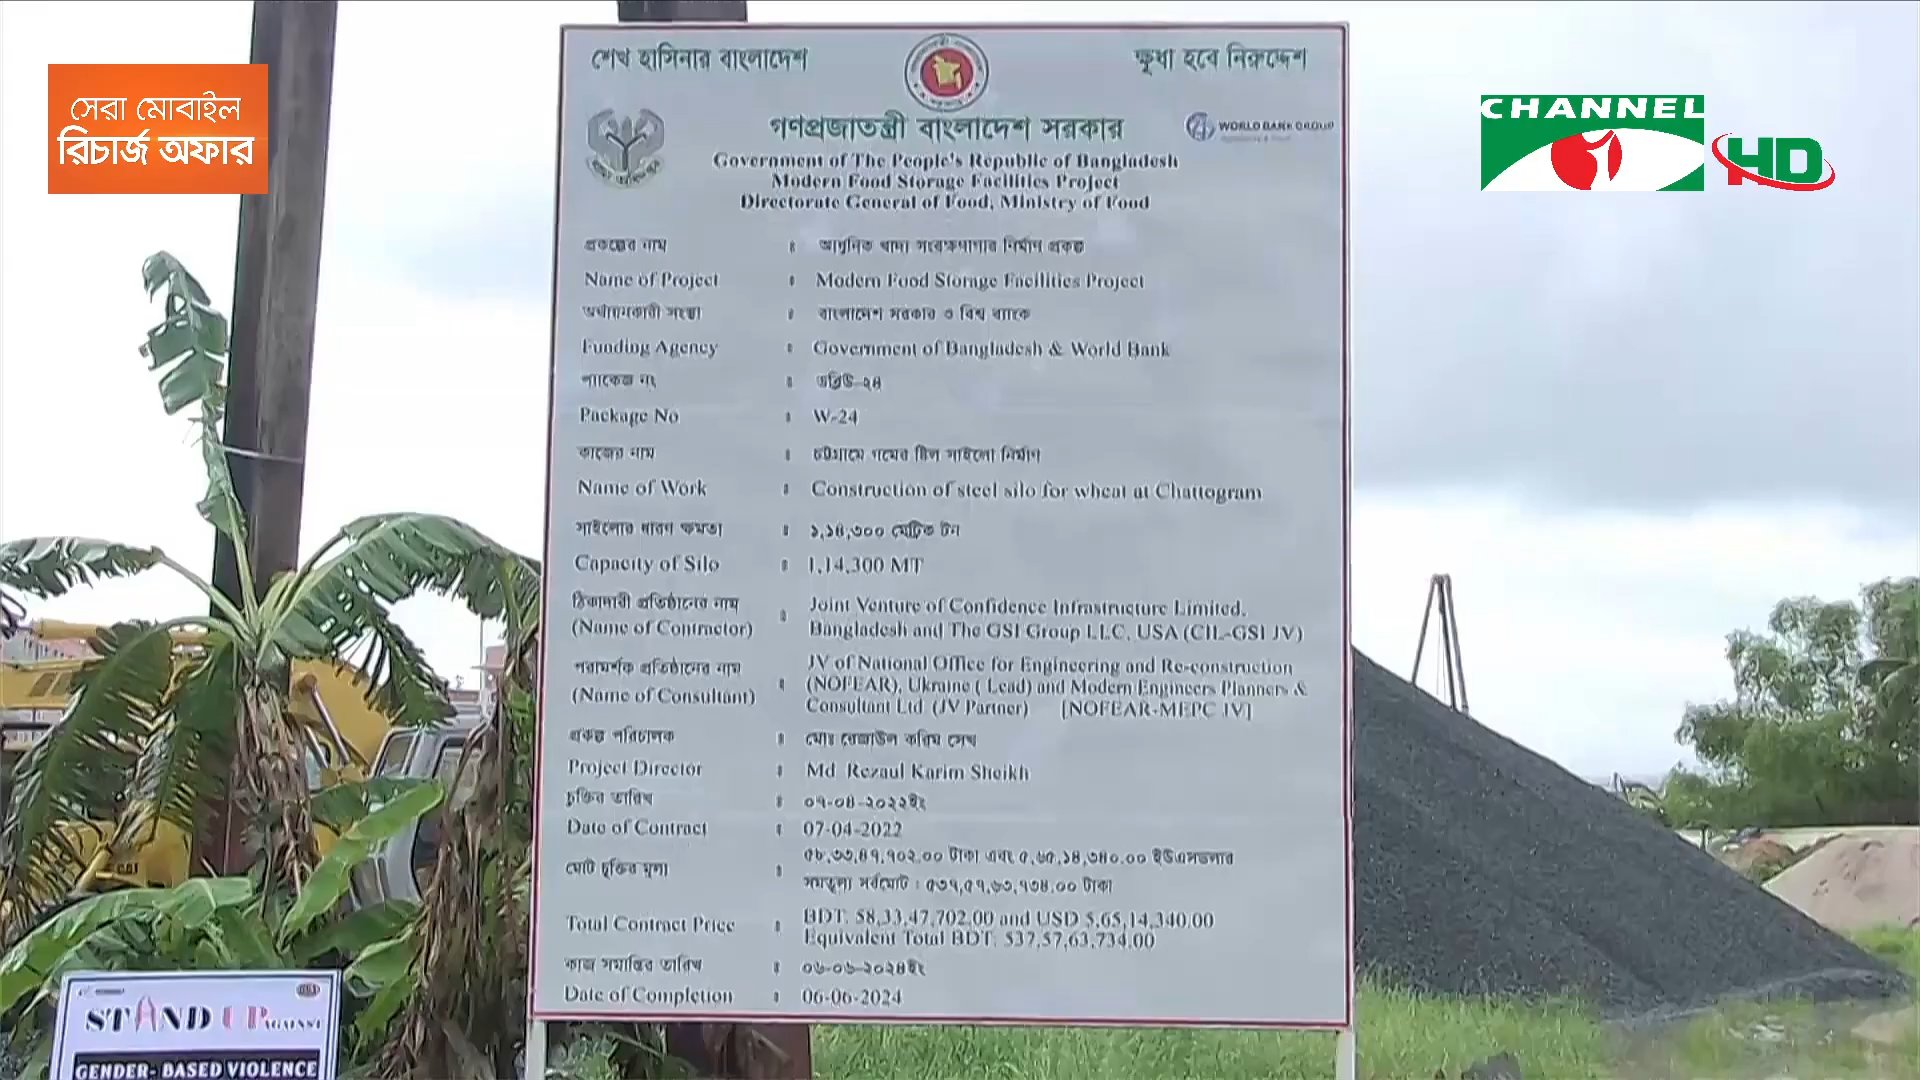 সেরা মোবাইল
রিচার্জ অফার
CHANNEL
HD
শেখ হাসিনার বাংলাদেশ
ক্ষুধা হবে নিরুদ্দেশ
গণপ্রজাতন্ত্রী বাংলাদেশ সরকার
WORLD BANK GROUP
Government of The People's Republic of Bangladesh
Modern Food Storage Facilities Project
Directorate General of Food, Ministry of Food
প্রকল্পের নাম : আধুনিক খাদ্য সংরক্ষণাগার নির্মাণ প্রকল্প
Name of Project : Modern Food Storage Facilities Project
অর্থায়নকারী সংস্থা : বাংলাদেশ সরকার ও বিশ্ব ব্যাংক
Funding Agency : Government of Bangladesh & World Bank
প্যাকেজ নং : ডব্লিউ-২৪
Package No : W-24
কাজের নাম : চট্টগ্রামে গমের ষ্টিল সাইলো নির্মাণ
Name of Work : Construction of steel silo for wheat at Chattogram
সাইলোর ধারণ ক্ষমতা : ১,১৪,৩০০ মেট্রিক টন
Capacity of Silo : 1,14,300 MT
ঠিকাদারী প্রতিষ্ঠানের নাম : Joint Venture of Confidence Infrastructure Limited,
(Name of Contractor) Bangladesh and The GSI Group LLC, USA (CIL-GSI JV)
পরামর্শক প্রতিষ্ঠানের নাম : JV of National Office for Engineering and Re-construction
(Name of Consultant) (NOFEAR), Ukraine ( Lead) and Modern Engineers Planners &
Consultant Ltd (JV Partner) [NOFEAR-MEPC JV]
প্রকল্প পরিচালক : মোঃ রেজাউল করিম সেখ
Project Director : Md Rezaul Karim Sheikh
চুক্তির তারিখ : ০৭-০৪-২০২২ইং
Date of Contract : 07-04-2022
মোট চুক্তির মূল্য : ৫৮,৩৩,৪৭,৭০২.০০ টাকা এবং ৫,৬৫,১৪,৩৪০.০০ ইউএসডলার
সমতুল্য সর্বমোট : ৫৩৭,৫৭,৬৩,৭৩৪.০০ টাকা
Total Contract Price : BDT. 58,33,47,702.00 and USD 5,65,14,340.00
Equivalent Total BDT. 537,57,63,734.00
কাজ সমাপ্তির তারিখ : ০৬-০৬-২০২৪ইং
Date of Completion : 06-06-2024
STAND UP AGAINST
GENDER- BASED VIOLENCE